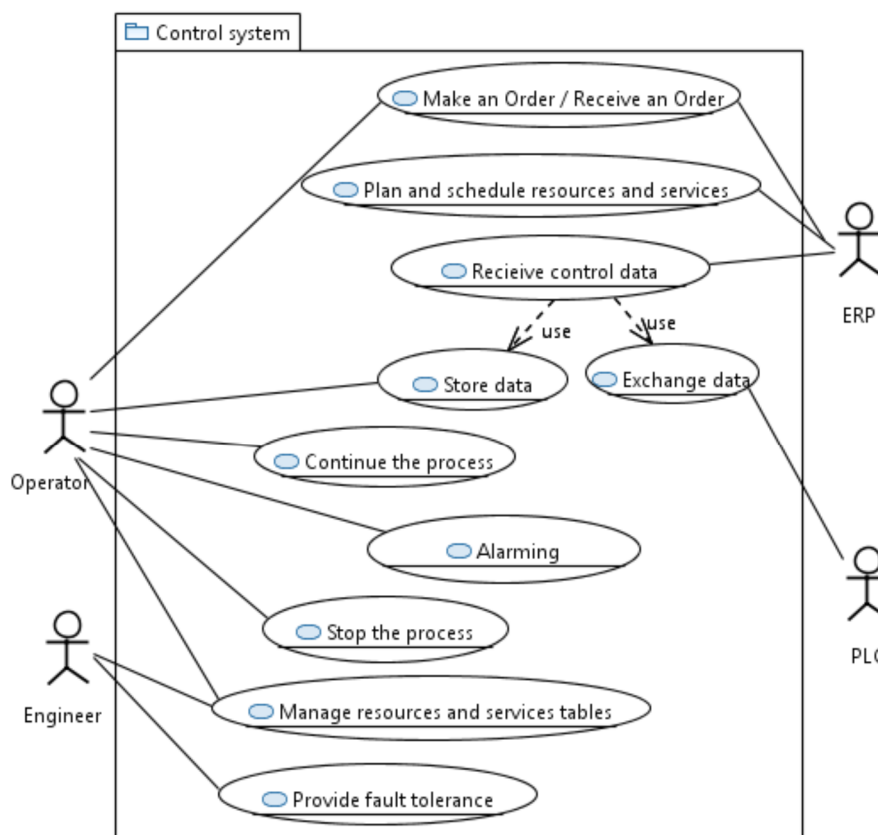 Control system
Make an Order / Receive an Order
Plan and schedule resources and services
Recieive control data
ERP
use
use
Store data
Exchange data
Continue the process
Operator
Alarming
Stop the process
PLC
Engineer
Manage resources and services tables
Provide fault tolerance